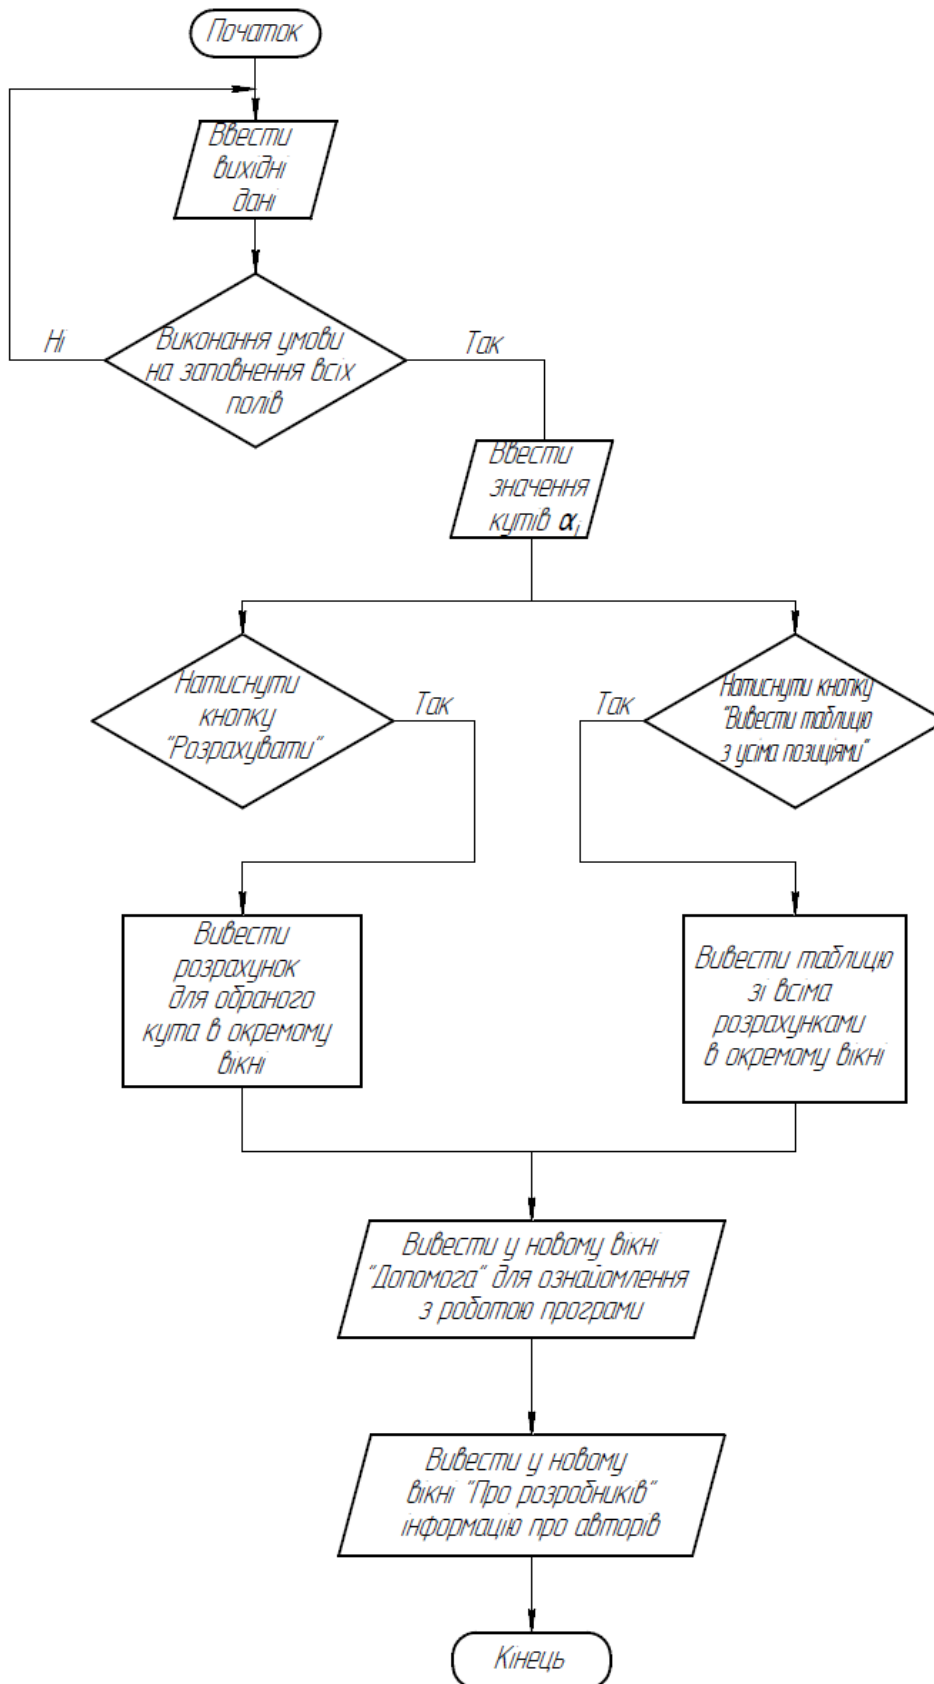 Початок
Ввести
вихідні
дані
Ні
Виконання умови
на заповнення всіх
полів
Так
Ввести
значення
кутів αi
Натиснути
кнопку
"Розрахувати"
Так
Так
Натиснути кнопку
"Вивести таблицю
з усіма позиціями"
Вивести
розрахунок
для обраного
кута в окремому
вікні
Вивести таблицю
зі всіма
розрахунками
в окремому вікні
Вивести у новому вікні
"Допомога" для ознайомлення
з роботою програми
Вивести у новому
вікні "Про розробників"
інформацію про авторів
Кінець